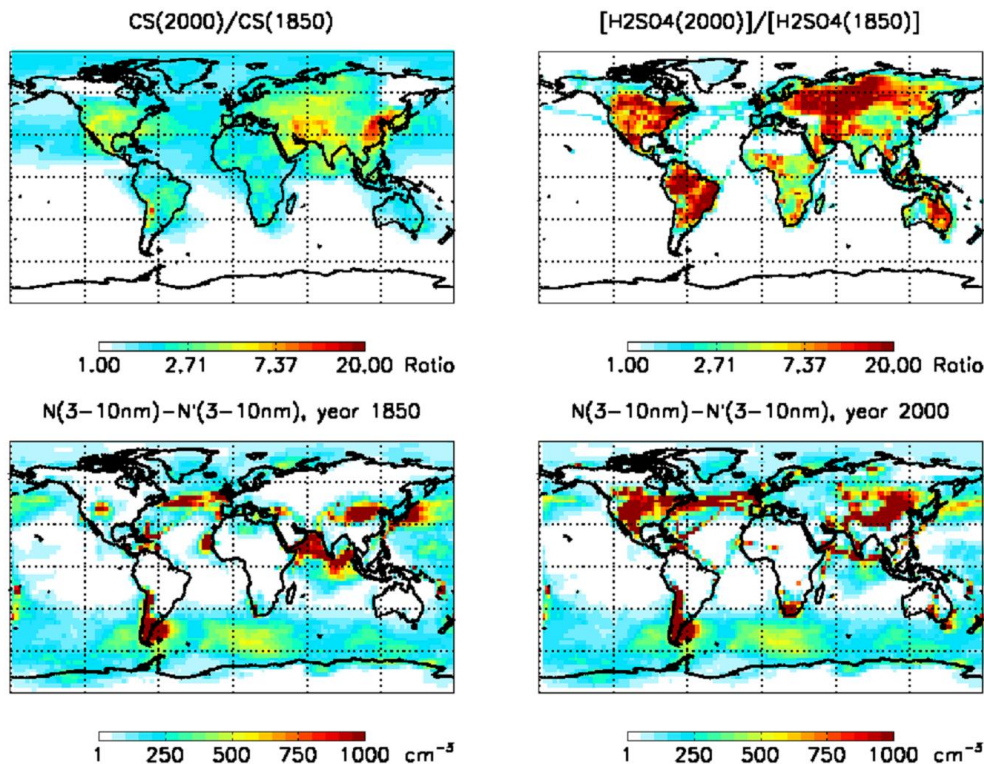 CS(2000)/CS(1850)
[H2SO4(2000)]/[H2SO4(1850)]
1.00 2.71 7.37 20.00 Ratio
1.00 2.71 7.37 20.00 Ratio
N(3-10nm)-N'(3-10nm), year 1850
N(3-10nm)-N'(3-10nm), year 2000
1 250 500 750 1000 cm⁻³
1 250 500 750 1000 cm⁻³